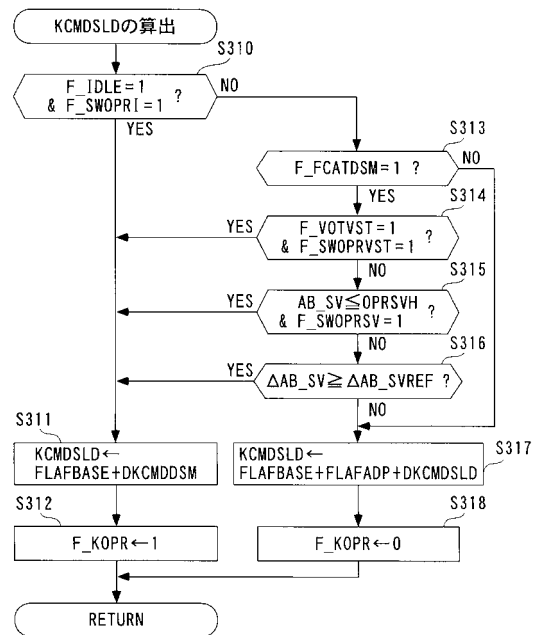 KCMDSLDの算出
S310
F_IDLE=1
& F_SWOPRI=1 ?
NO
YES
S313
F_FCATDSM=1 ?
NO
YES
S314
F_VOTVST=1
& F_SWOPRVST=1 ?
YES
NO
S315
AB_SV≦OPRSVH
& F_SWOPRSV=1 ?
YES
NO
S316
ΔAB_SV≧ΔAB_SVREF ?
YES
NO
S311
KCMDSLD←
FLAFBASE+DKCMDDSM
S317
KCMDSLD←
FLAFBASE+FLAFADP+DKCMDSLD
S312
F_KOPR←1
S318
F_KOPR←0
RETURN